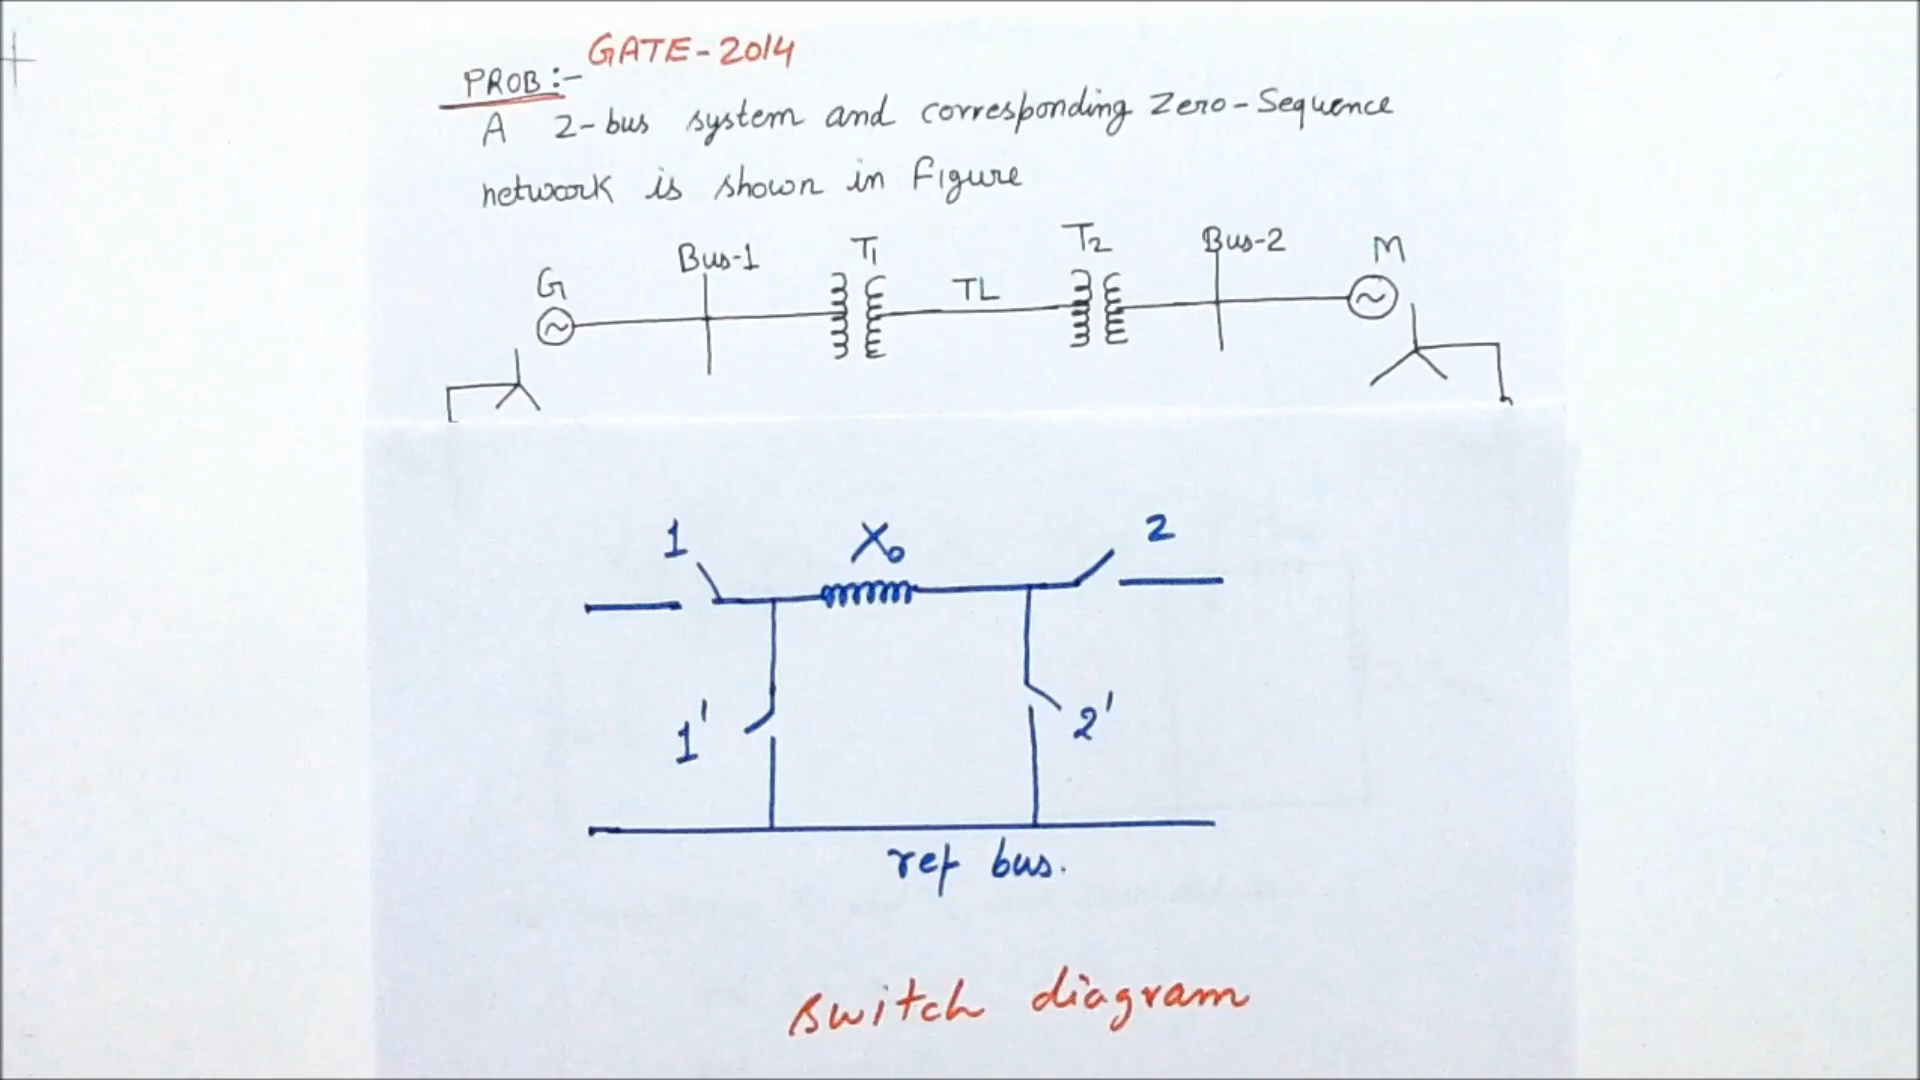 GATE-2014
PROB:-
A 2-bus system and corresponding Zero-Sequence
network is shown in Figure
G Bus-1 T1 TL T2 Bus-2 M
1 X0 2
1' 2'
ref bus.
switch diagram